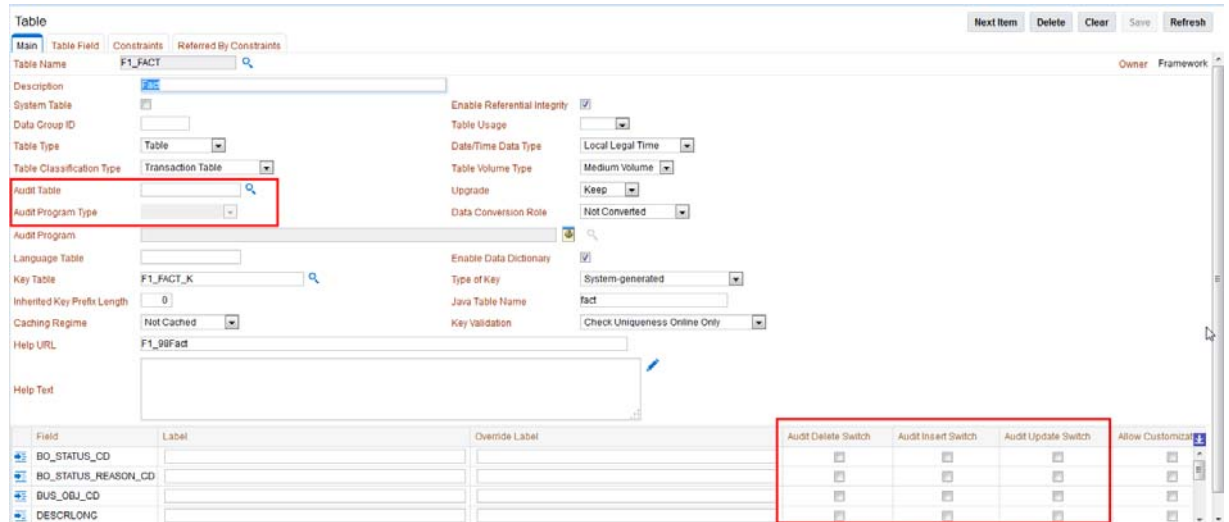 Table
Next Item Delete Clear Save Refresh
Main Table Field Constraints Referred By Constraints
Table Name F1_FACT Owner Framework
Description Fact
System Table Enable Referential Integrity
Data Group ID Table Usage
Table Type Table Date/Time Data Type Local Legal Time
Table Classification Type Transaction Table Table Volume Type Medium Volume
Audit Table Upgrade Keep
Audit Program Type Data Conversion Role Not Converted
Audit Program
Language Table Enable Data Dictionary
Key Table F1_FACT_K Type of Key System-generated
Inherited Key Prefix Length 0 Java Table Name fact
Caching Regime Not Cached Key Validation Check Uniqueness Online Only
Help URL F1_98Fact
Help Text
Field Label Override Label Audit Delete Switch Audit Insert Switch Audit Update Switch Allow Customizat
BO_STATUS_CD
BO_STATUS_REASON_CD
BUS_OBJ_CD
DESCRLONG